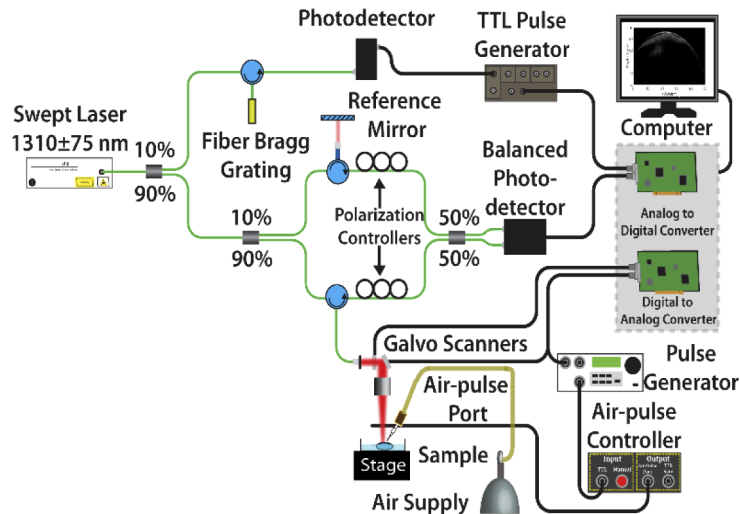 Photodetector
TTL Pulse
Generator
Swept Laser
1310±75 nm
10%
90%
Fiber Bragg
Grating
Reference
Mirror
Computer
10%
90%
Polarization
Controllers
50%
50%
Balanced
Photo-
detector
Analog to
Digital Converter
Digital to
Analog Converter
Galvo Scanners
Pulse
Generator
Air-pulse
Port
Air-pulse
Controller
Input
TTL
Manual
Output
Stage
Sample
Air Supply